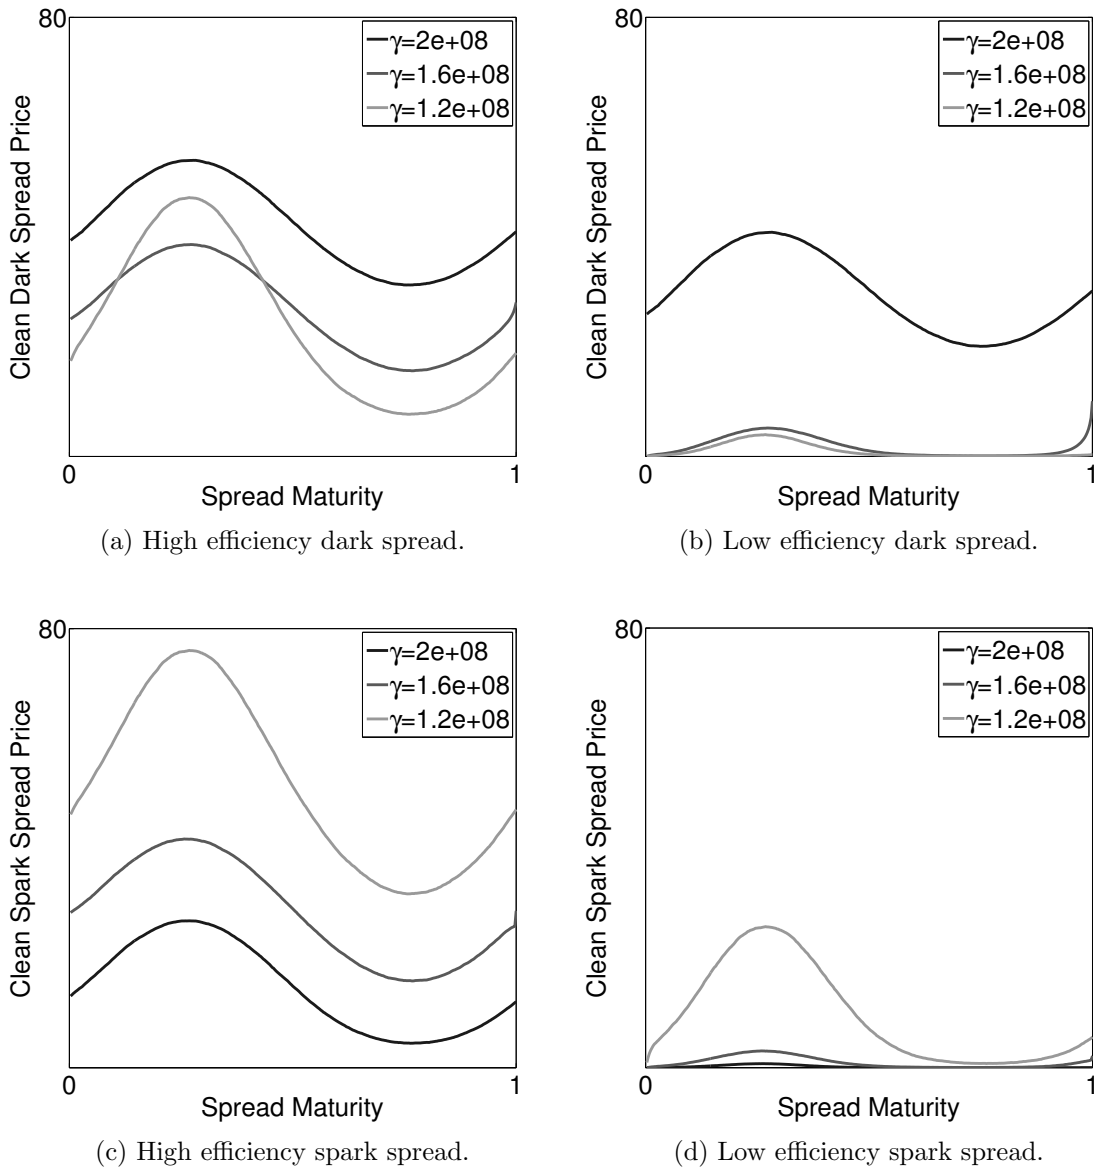 80
γ=2e+08
γ=1.6e+08
γ=1.2e+08
Clean Dark Spread Price
0
1
Spread Maturity
(a) High efficiency dark spread.
80
γ=2e+08
γ=1.6e+08
γ=1.2e+08
Clean Dark Spread Price
0
1
Spread Maturity
(b) Low efficiency dark spread.
80
γ=2e+08
γ=1.6e+08
γ=1.2e+08
Clean Spark Spread Price
0
1
Spread Maturity
(c) High efficiency spark spread.
80
γ=2e+08
γ=1.6e+08
γ=1.2e+08
Clean Spark Spread Price
0
1
Spread Maturity
(d) Low efficiency spark spread.